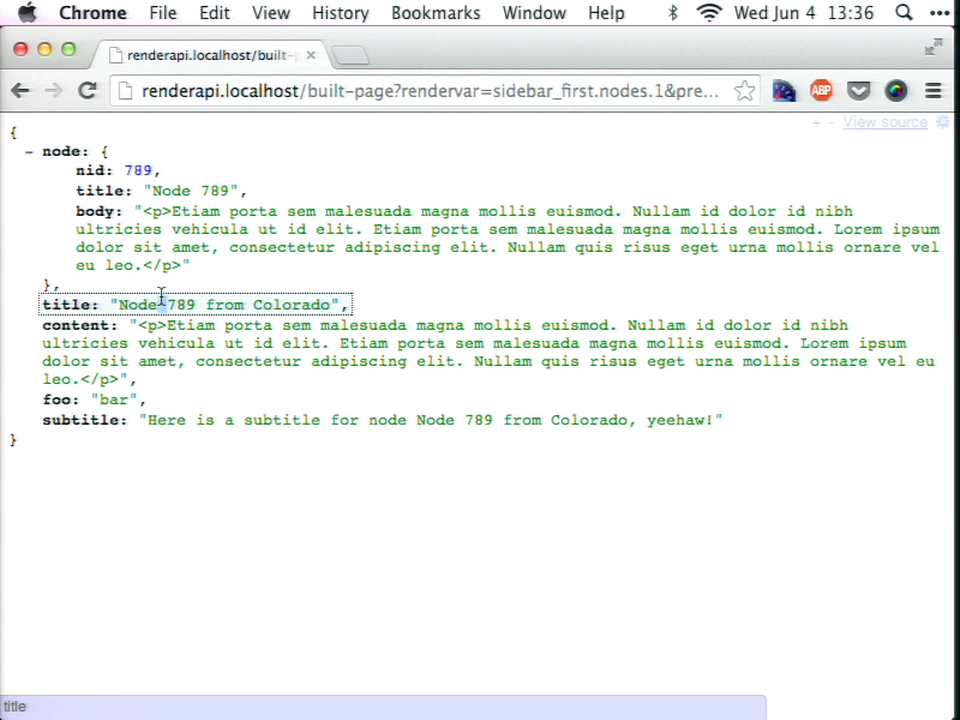 Chrome File Edit View History Bookmarks Window Help Wed Jun 4 13:36
renderapi.localhost/built-
renderapi.localhost/built-page?rendervar=sidebar_first.nodes.1&pre... ABP
+ - View source
{
- node: {
nid: 789,
title: "Node 789",
body: "<p>Etiam porta sem malesuada magna mollis euismod. Nullam id dolor id nibh
ultricies vehicula ut id elit. Etiam porta sem malesuada magna mollis euismod. Lorem ipsum
dolor sit amet, consectetur adipiscing elit. Nullam quis risus eget urna mollis ornare vel
eu leo.</p>"
},
title: "Node 789 from Colorado",
content: "<p>Etiam porta sem malesuada magna mollis euismod. Nullam id dolor id nibh
ultricies vehicula ut id elit. Etiam porta sem malesuada magna mollis euismod. Lorem ipsum
dolor sit amet, consectetur adipiscing elit. Nullam quis risus eget urna mollis ornare vel eu
leo.</p>",
foo: "bar",
subtitle: "Here is a subtitle for node Node 789 from Colorado, yeehaw!"
}
title